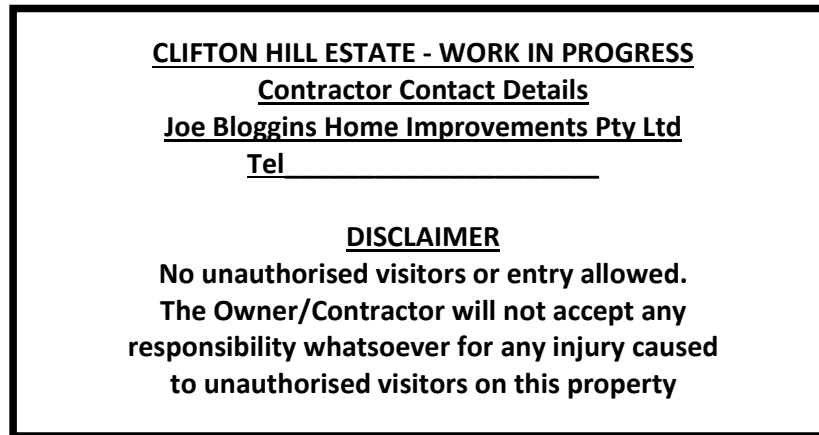 CLIFTON HILL ESTATE - WORK IN PROGRESS
Contractor Contact Details
Joe Bloggins Home Improvements Pty Ltd
Tel_____________________
DISCLAIMER
No unauthorised visitors or entry allowed.
The Owner/Contractor will not accept any
responsibility whatsoever for any injury caused
to unauthorised visitors on this property